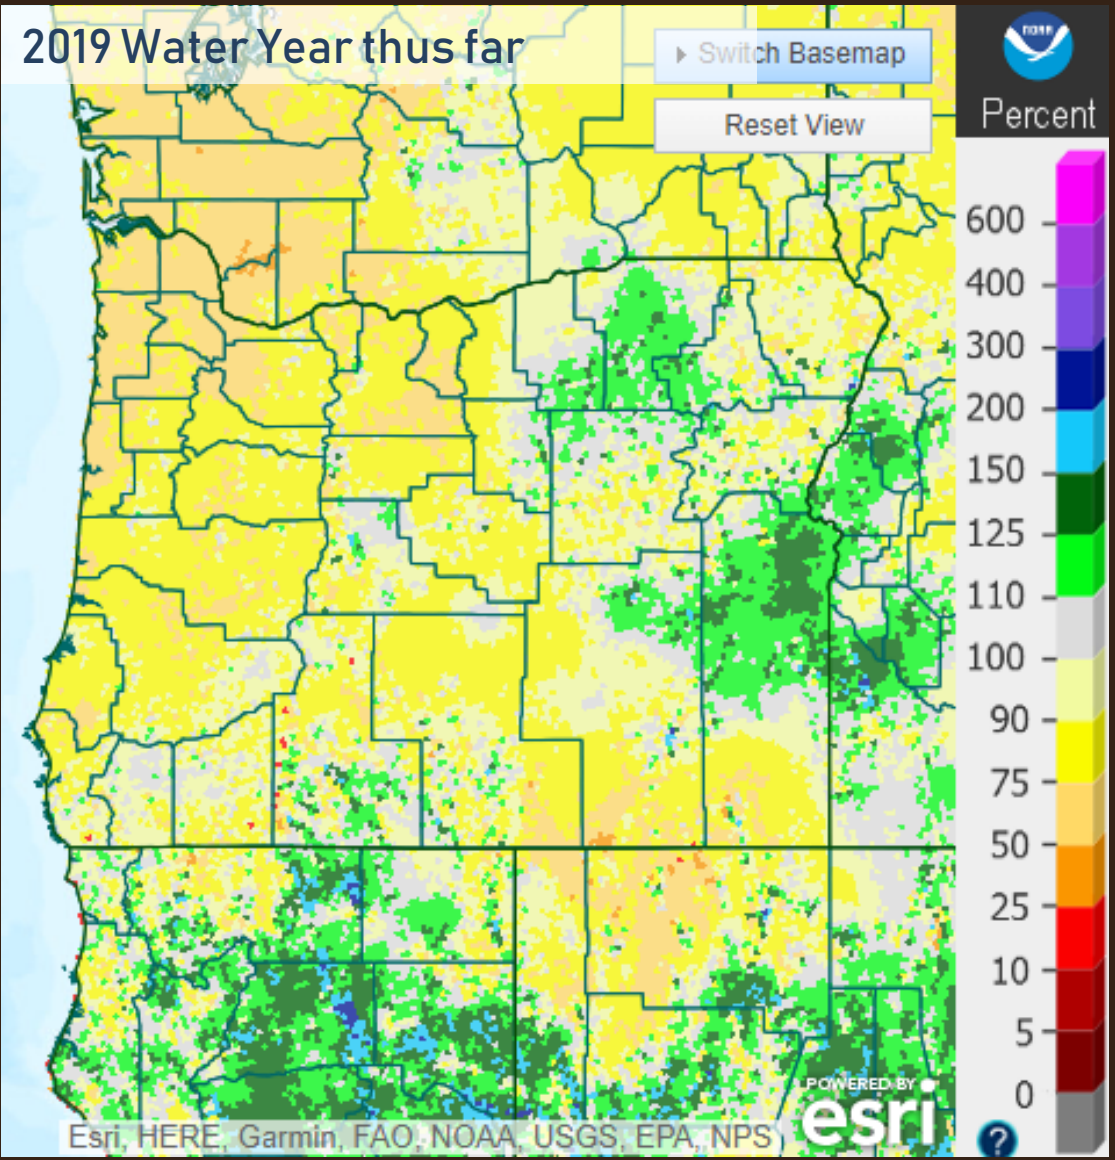 2019 Water Year thus far
Switch Basemap
Reset View
NOAA
Percent
600
400
300
200
150
125
110
100
90
75
50
25
10
5
0
POWERED BY
esri
Esri, HERE, Garmin, FAO, NOAA, USGS, EPA, NPS
?